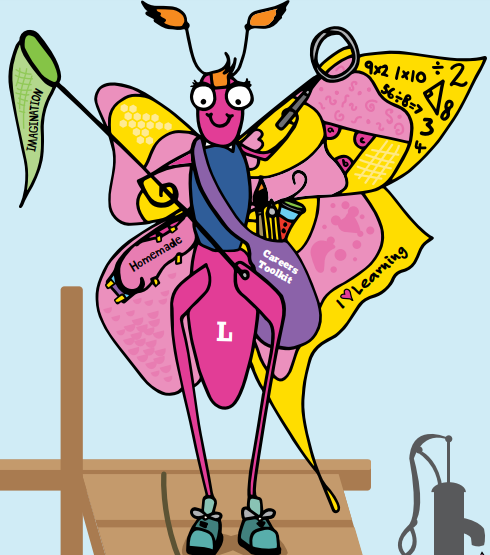 IMAGINATION
9x2 1x10 ÷ 2
56÷8=7
8
3
4
Homemade
Careers
Toolkit
I ♥ Learning
L